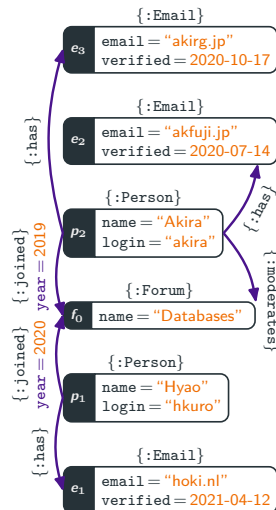 {:Email}
e3 email = “akirg.jp”
verified = 2020-10-17
{:has}
{:Email}
e2 email = “akfuji.jp”
verified = 2020-07-14
{:has}
{:Person}
p2 name = “Akira”
login = “akira”
{:moderates}
{:joined}
year = 2019
{:Forum}
f0 name = “Databases”
{:joined}
year = 2020
{:Person}
p1 name = “Hyao”
login = “hkuro”
{:has}
{:Email}
e1 email = “hoki.nl”
verified = 2021-04-12